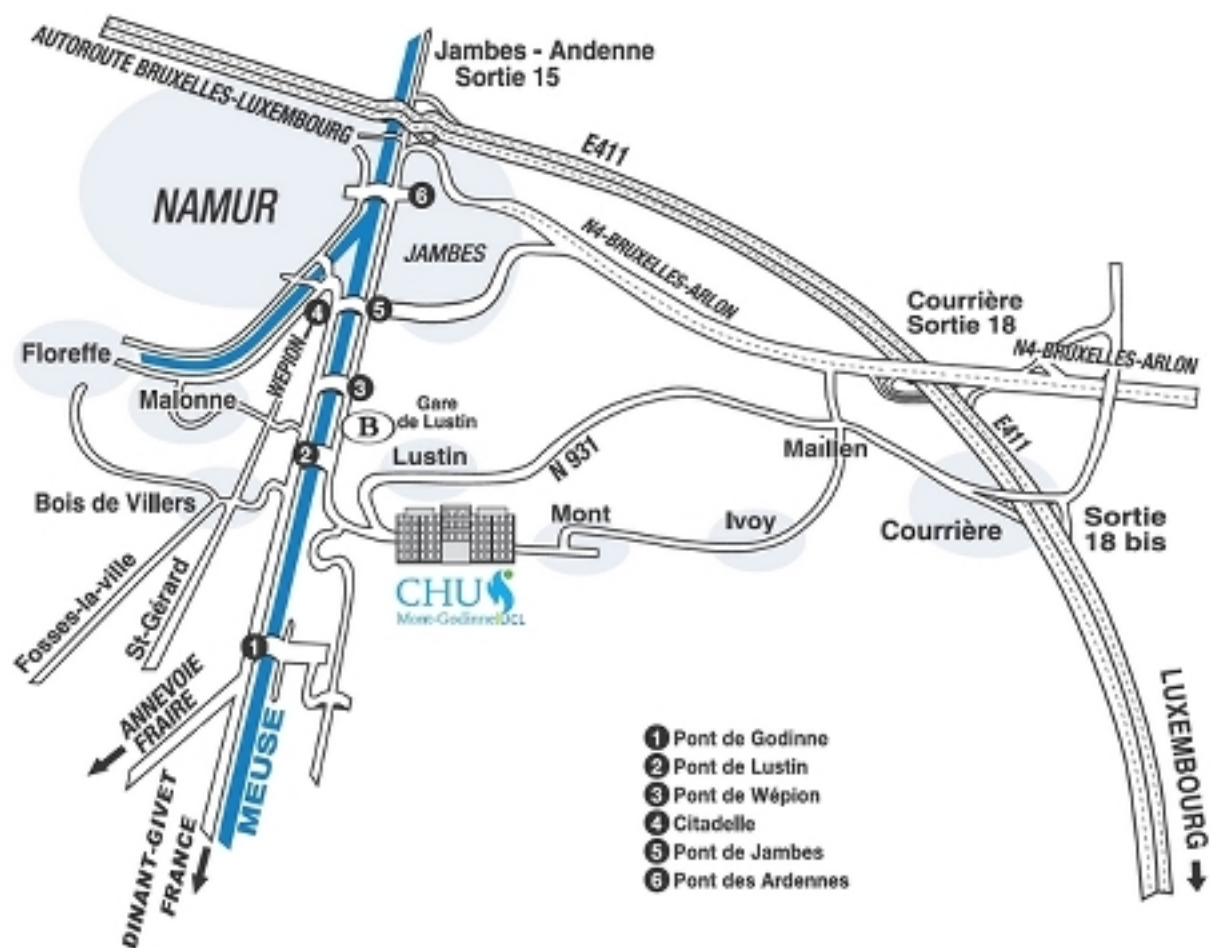 Jambes - Andenne
Sortie 15
AUTOROUTE BRUXELLES-LUXEMBOURG
E411
NAMUR
6
JAMBES
N4-BRUXELLES-ARLON
Courrière
Sortie 18
N4-BRUXELLES-ARLON
4
5
Floreffe
WÉPION
3
Malonne
Gare
de Lustin
B
E411
2
Lustin
N 931
Maillen
Bois de Villers
Mont
Ivoy
Courrière
Sortie
18 bis
Fosses-la-ville
St-Gérard
CHU
Mont-Godinne
UCL
1
ANNEVOIE
FRAIRE
MEUSE
LUXEMBOURG
DINANT-GIVET
FRANCE
1 Pont de Godinne
2 Pont de Lustin
3 Pont de Wépion
4 Citadelle
5 Pont de Jambes
6 Pont des Ardennes